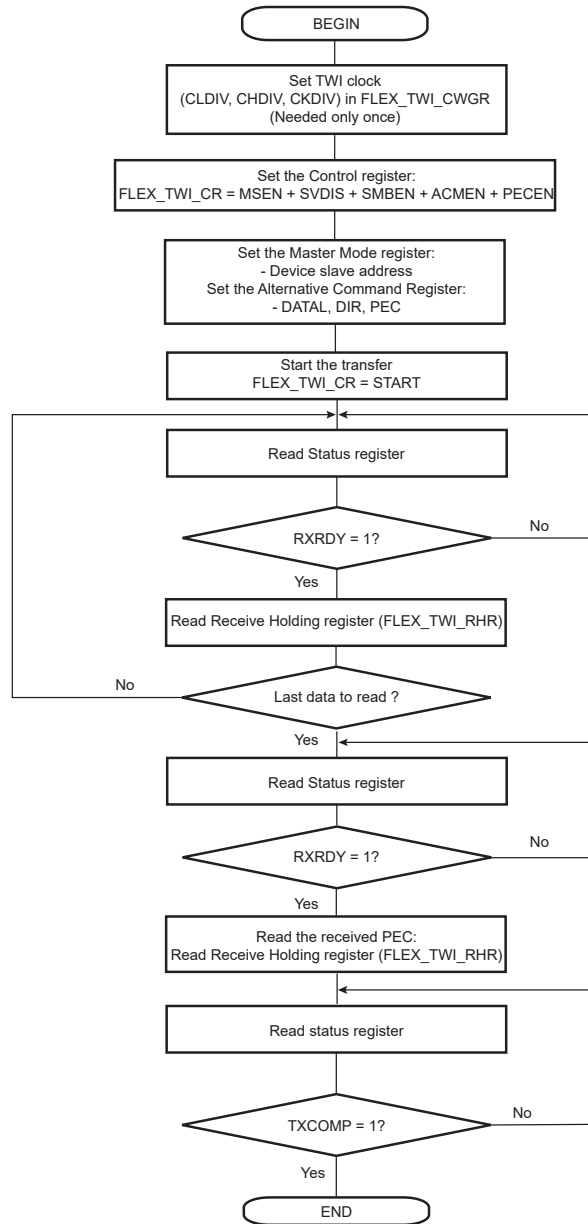 BEGIN
Set TWI clock
(CLDIV, CHDIV, CKDIV) in FLEX_TWI_CWGR
(Needed only once)
Set the Control register:
FLEX_TWI_CR = MSEN + SVDIS + SMBEN + ACMEN + PECEN
Set the Master Mode register:
- Device slave address
Set the Alternative Command Register:
- DATAL, DIR, PEC
Start the transfer
FLEX_TWI_CR = START
Read Status register
RXRDY = 1?
No
Yes
Read Receive Holding register (FLEX_TWI_RHR)
No
Last data to read ?
Yes
Read Status register
RXRDY = 1?
No
Yes
Read the received PEC:
Read Receive Holding register (FLEX_TWI_RHR)
Read status register
TXCOMP = 1?
No
Yes
END